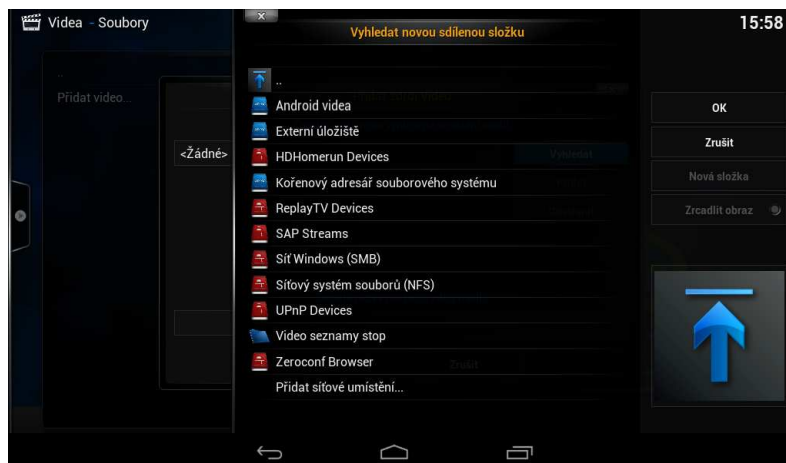 Videa - Soubory
15:58
Vyhledat novou sdílenou složku
..
..
Přidat video...
Android videa
Externí úložiště
<Žádné>
HDHomerun Devices
Vyhledat
Kořenový adresář souborového systému
ReplayTV Devices
SAP Streams
Síť Windows (SMB)
Síťový systém souborů (NFS)
UPnP Devices
Video seznamy stop
Zeroconf Browser
Zrušit
Přidat síťové umístění...
OK
Zrušit
Nová složka
Zrcadlit obraz